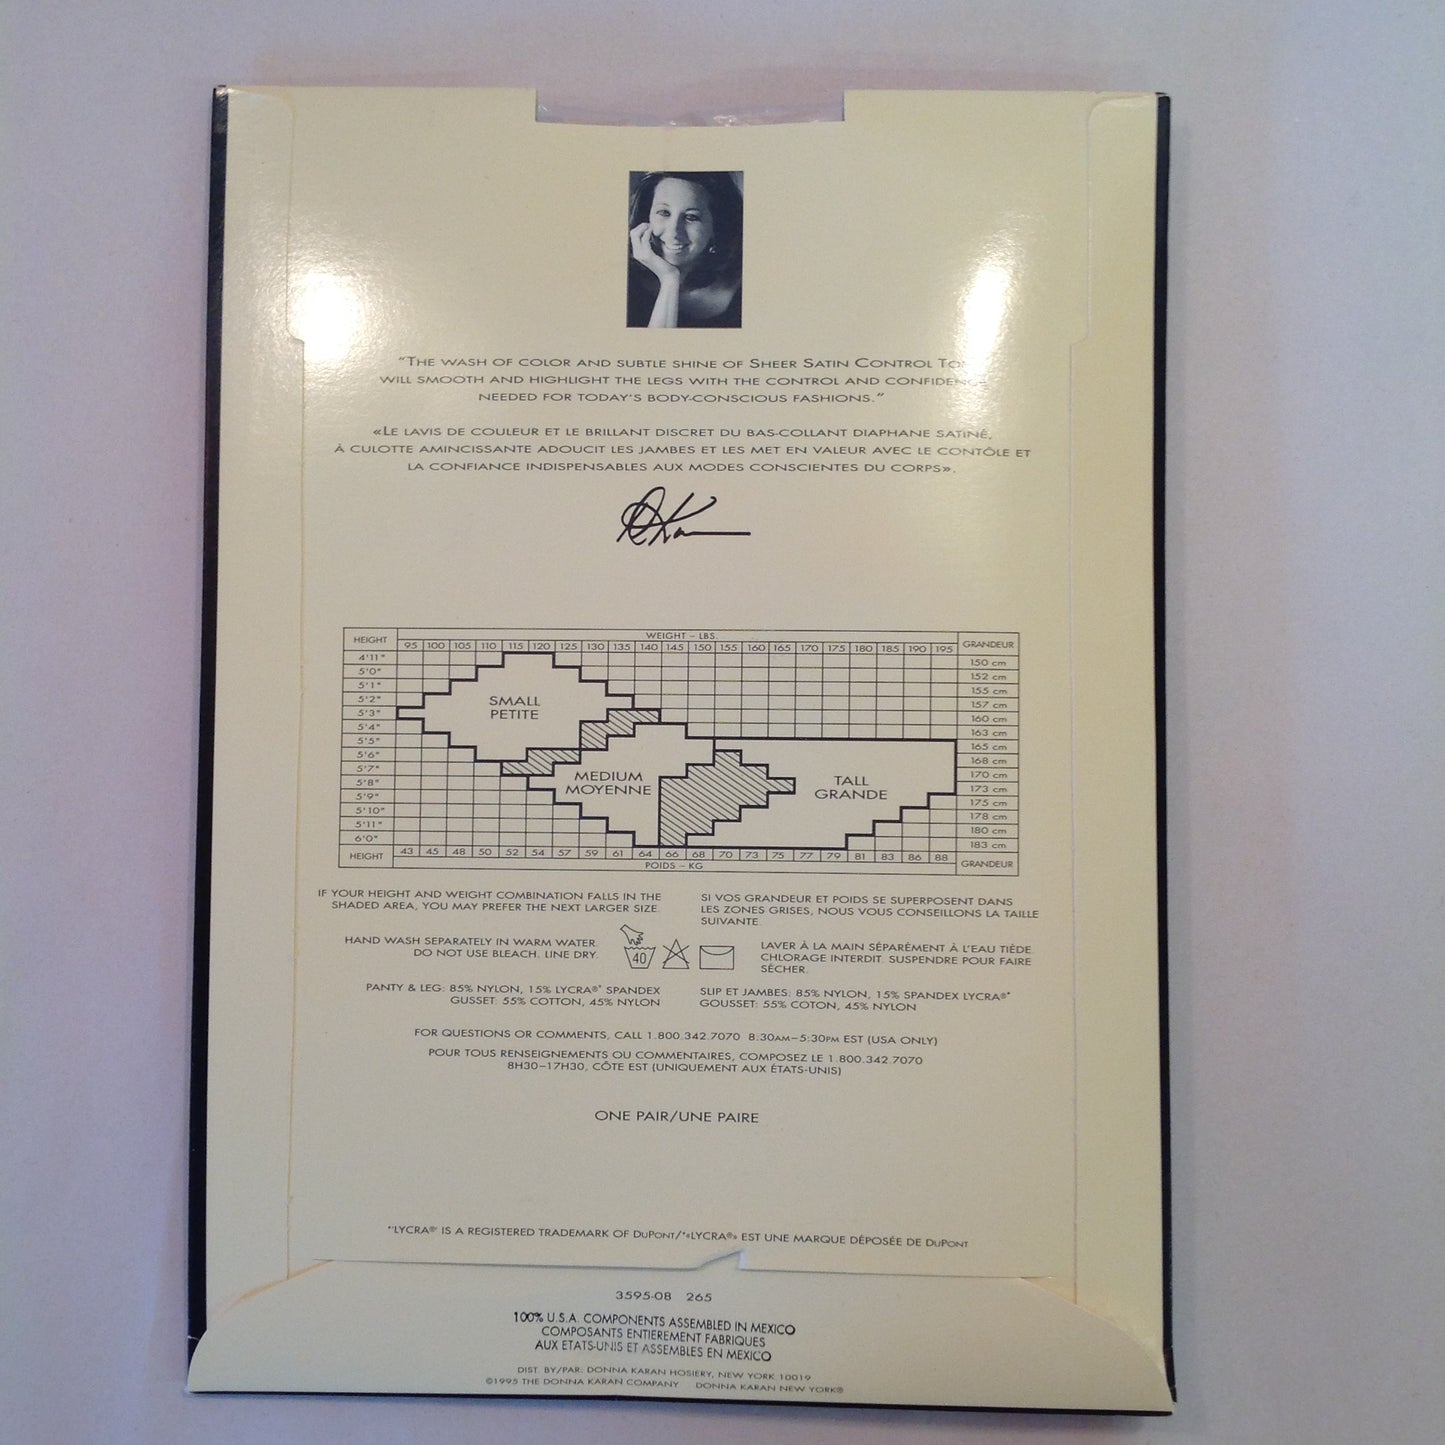 "THE WASH OF COLOR AND SUBTLE SHINE OF SHEER SATIN CONTROL
WILL SMOOTH AND HIGHLIGHT THE LEGS WITH THE CONTROL AND CONFIDENCE
NEEDED FOR TODAY'S BODY-CONSCIOUS FASHIONS."
«LE LAVIS DE COULEUR ET LE BRILLANT DISCRET DU BAS-COLLANT DIAPHANE SATINÉ,
À CULOTTE AMINCISSANTE ADOUCIT LES JAMBES ET LES MET EN VALEUR AVEC LE CONTÔLE ET
LA CONFIANCE INDISPENSABLES AUX MODES CONSCIENTES DU CORPS».
DKaran
HEIGHT WEIGHT – LBS. GRANDEUR
95 100 105 110 115 120 125 130 135 140 145 150 155 160 165 170 175 180 185 190 195
4'11" 150 cm
5'0" 152 cm
5'1" 155 cm
5'2" 157 cm
5'3" 160 cm
5'4" 163 cm
5'5" 165 cm
5'6" 168 cm
5'7" 170 cm
5'8" 173 cm
5'9" 175 cm
5'10" 178 cm
5'11" 180 cm
6'0" 183 cm
SMALL
PETITE
MEDIUM
MOYENNE
TALL
GRANDE
43 45 48 50 52 54 57 59 61 64 66 68 70 73 75 77 79 81 83 86 88
HEIGHT POIDS – KG GRANDEUR
IF YOUR HEIGHT AND WEIGHT COMBINATION FALLS IN THE
SHADED AREA, YOU MAY PREFER THE NEXT LARGER SIZE.
SI VOS GRANDEUR ET POIDS SE SUPERPOSENT DANS
LES ZONES GRISES, NOUS VOUS CONSEILLONS LA TAILLE
SUIVANTE.
HAND WASH SEPARATELY IN WARM WATER.
DO NOT USE BLEACH. LINE DRY.
40
LAVER À LA MAIN SÉPARÉMENT À L'EAU TIÈDE.
CHLORAGE INTERDIT. SUSPENDRE POUR FAIRE
SÉCHER.
PANTY & LEG: 85% NYLON, 15% LYCRA®* SPANDEX
GUSSET: 55% COTTON, 45% NYLON
SLIP ET JAMBES: 85% NYLON, 15% SPANDEX LYCRA®*
GOUSSET: 55% COTON, 45% NYLON
FOR QUESTIONS OR COMMENTS, CALL 1.800.342.7070 8:30AM–5:30PM EST (USA ONLY)
POUR TOUS RENSEIGNEMENTS OU COMMENTAIRES, COMPOSEZ LE 1.800.342.7070
8H30–17H30, CÔTE EST (UNIQUEMENT AUX ÉTATS-UNIS)
ONE PAIR/UNE PAIRE
*"LYCRA®" IS A REGISTERED TRADEMARK OF DUPONT/*«LYCRA®» EST UNE MARQUE DÉPOSÉE DE DUPONT
3595-08 265
100% U.S.A. COMPONENTS ASSEMBLED IN MEXICO
COMPOSANTS ENTIEREMENT FABRIQUES
AUX ETATS-UNIS ET ASSEMBLES EN MEXICO
DIST. BY/PAR: DONNA KARAN HOSIERY, NEW YORK 10019
©1995 THE DONNA KARAN COMPANY DONNA KARAN NEW YORK®